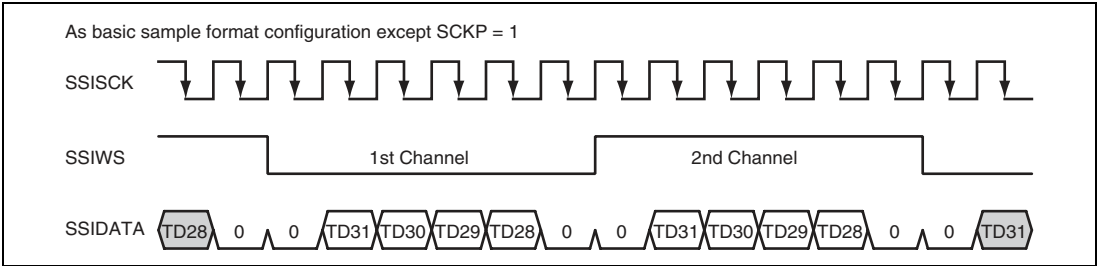 As basic sample format configuration except SCKP = 1
SSISCK
SSIWS 1st Channel 2nd Channel
SSIDATA TD28 0 0 TD31 TD30 TD29 TD28 0 0 TD31 TD30 TD29 TD28 0 0 TD31